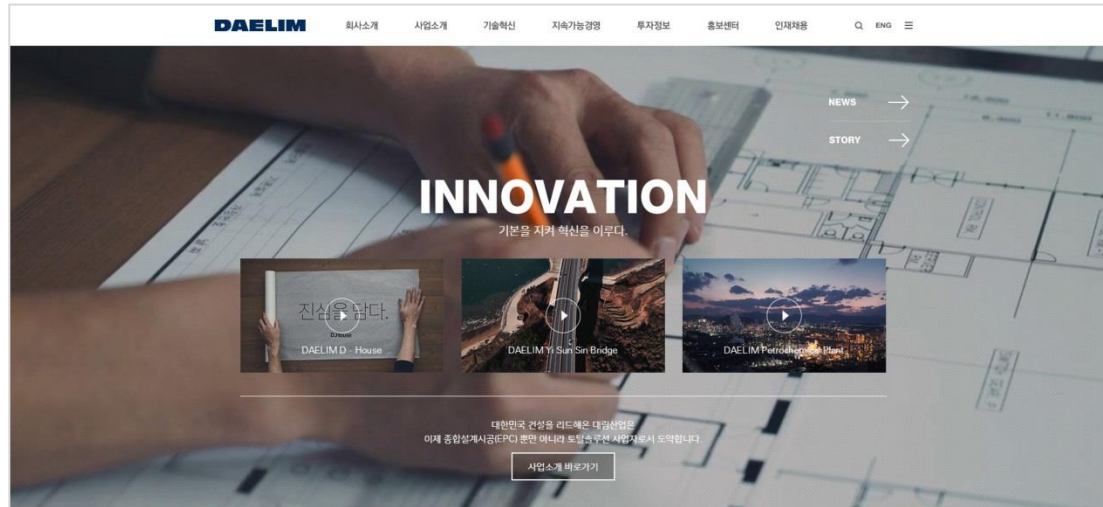 DAELIM
회사소개
사업소개
기술혁신
지속가능경영
투자정보
홍보센터
인재채용
ENG
NEWS
STORY
INNOVATION
기본을 지켜 혁신을 이루다.
진심을 담다.
D.House
DAELIM D - House
DAELIM Yi Sun Sin Bridge
DAELIM Petrochemical Plant
대한민국 건설을 리드해온 대림산업은
이제 종합설계시공(EPC) 뿐만 아니라 토탈솔루션 사업자로서 도약합니다.
사업소개 바로가기